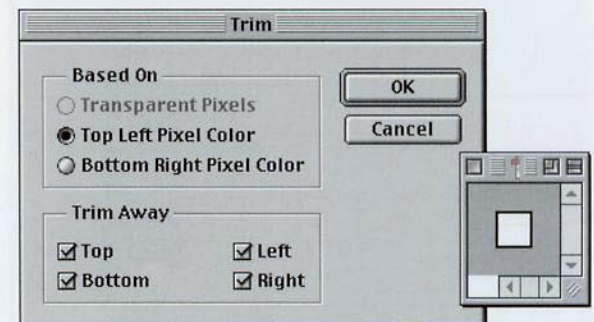 Trim
Based On
Transparent Pixels
Top Left Pixel Color
Bottom Right Pixel Color
OK
Cancel
Trim Away
Top
Left
Bottom
Right